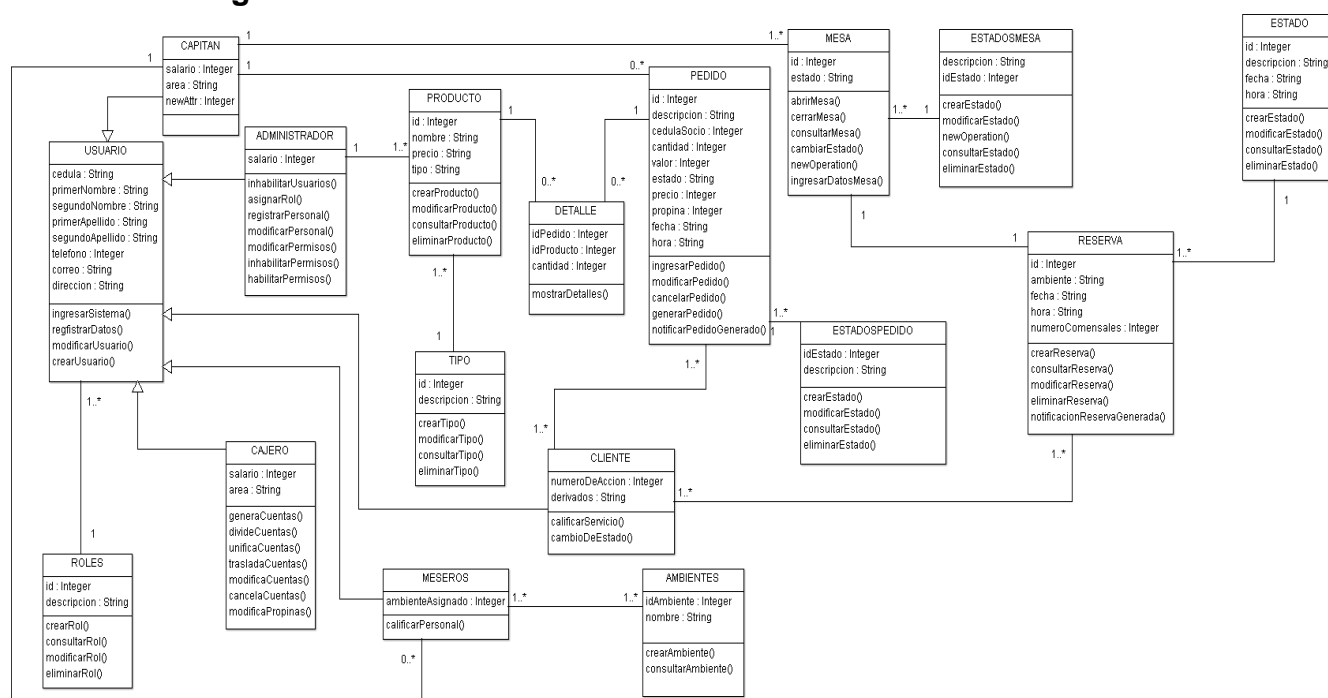 g
CAPITAN
salario : Integer
area : String
newAttr : Integer
1
1
1
1..*
0..*
MESA
id : Integer
estado : String
abrirMesa()
cerrarMesa()
consultarMesa()
cambiarEstado()
newOperation()
ingresarDatosMesa()
1..*
1
1
ESTADOSMESA
descripcion : String
idEstado : Integer
crearEstado()
modificarEstado()
newOperation()
consultarEstado()
eliminarEstado()
ESTADO
id : Integer
descripcion : String
fecha : String
hora : String
crearEstado()
modificarEstado()
consultarEstado()
eliminarEstado()
1
1..*
USUARIO
cedula : String
primerNombre : String
segundoNombre : String
primerApellido : String
segundoApellido : String
telefono : Integer
correo : String
direccion : String
ingresarSistema()
regfistrarDatos()
modificarUsuario()
crearUsuario()
1..*
1
ADMINISTRADOR
salario : Integer
inhabilitarUsuarios()
asignarRol()
registrarPersonal()
modificarPersonal()
modificarPermisos()
inhabilitarPermisos()
habilitarPermisos()
1
1..*
PRODUCTO
id : Integer
nombre : String
precio : String
tipo : String
crearProducto()
modificarProducto()
consultarProducto()
eliminarProducto()
1
0..*
1..*
1
DETALLE
idPedido : Integer
idProducto : Integer
cantidad : Integer
mostrarDetalles()
1
0..*
PEDIDO
id : Integer
descripcion : String
cedulaSocio : Integer
cantidad : Integer
valor : Integer
estado : String
precio : Integer
propina : Integer
fecha : String
hora : String
ingresarPedido()
modificarPedido()
cancelarPedido()
generarPedido()
notificarPedidoGenerado()
1..*
1
1..*
1..*
ESTADOSPEDIDO
idEstado : Integer
descripcion : String
crearEstado()
modificarEstado()
consultarEstado()
eliminarEstado()
1
RESERVA
id : Integer
ambiente : String
fecha : String
hora : String
numeroComensales : Integer
crearReserva()
consultarReserva()
modificarReserva()
eliminarReserva()
notificacionReservaGenerada()
1..*
TIPO
id : Integer
descripcion : String
crearTipo()
modificarTipo()
consultarTipo()
eliminarTipo()
CAJERO
salario : Integer
area : String
generaCuentas()
divideCuentas()
unificaCuentas()
trasladaCuentas()
modificaCuentas()
cancelaCuentas()
modificaPropinas()
CLIENTE
numeroDeAccion : Integer
derivados : String
calificarServicio()
cambioDeEstado()
1..*
ROLES
id : Integer
descripcion : String
crearRol()
consultarRol()
modificarRol()
eliminarRol()
MESEROS
ambienteAsignado : Integer
calificarPersonal()
0..*
1..*
1..*
AMBIENTES
idAmbiente : Integer
nombre : String
crearAmbiente()
consultarAmbiente()